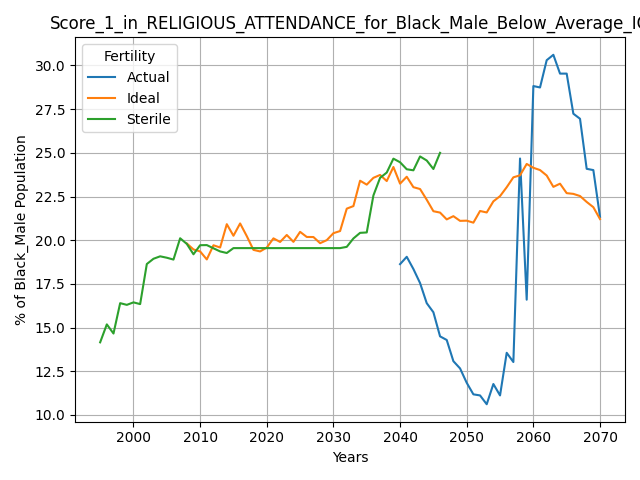 Score_1_in_RELIGIOUS_ATTENDANCE_for_Black_Male_Below_Average_IQ
Fertility
Actual
Ideal
Sterile
% of Black_Male Population
30.0
27.5
25.0
22.5
20.0
17.5
15.0
12.5
10.0
2000 2010 2020 2030 2040 2050 2060 2070
Years